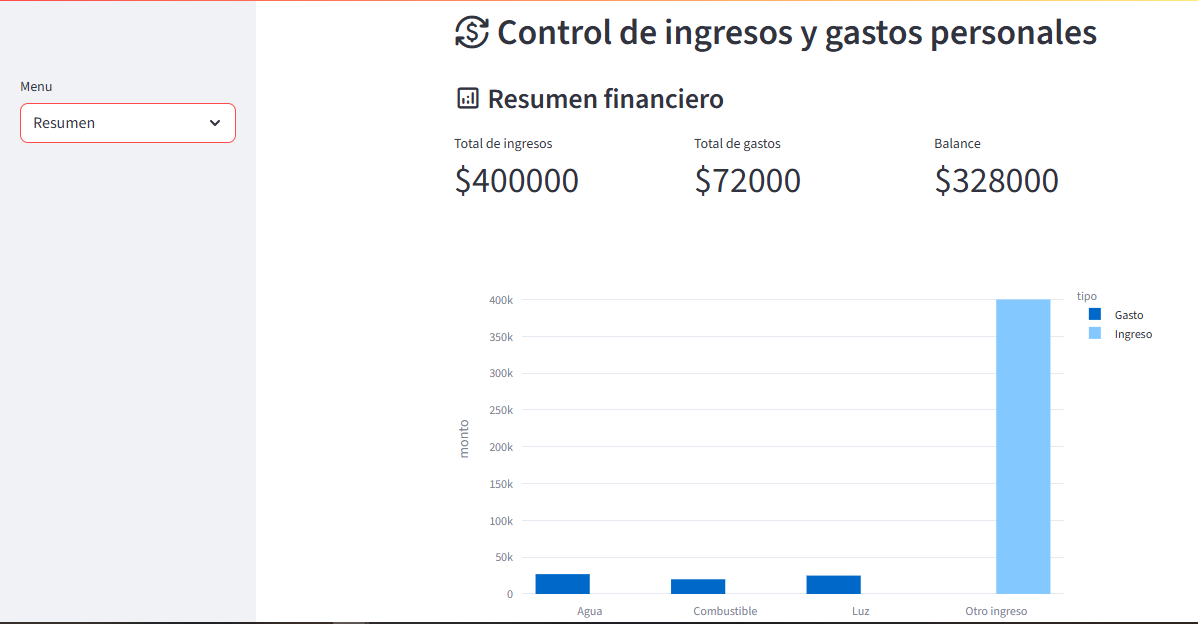 Control de ingresos y gastos personales
Menu
Resumen
Resumen financiero
Total de ingresos
Total de gastos
Balance
$400000
$72000
$328000
tipo
Gasto
Ingreso
monto
400k
350k
300k
250k
200k
150k
100k
50k
0
Agua
Combustible
Luz
Otro ingreso